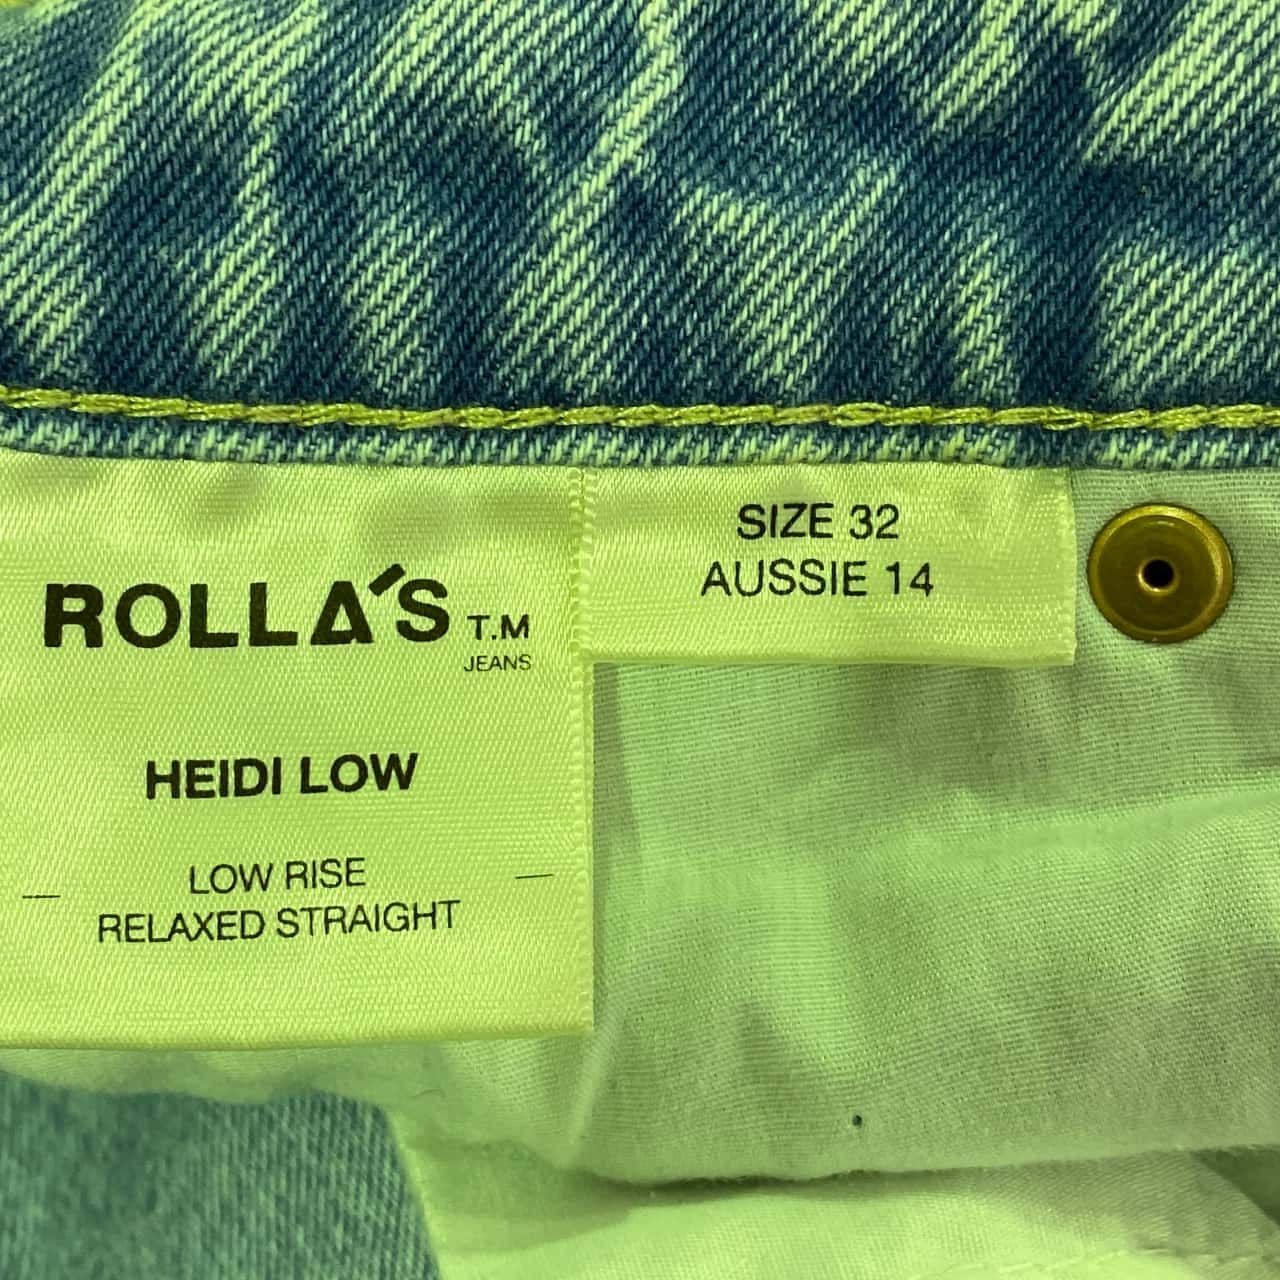 ROLLA'S T.M
JEANS
HEIDI LOW
LOW RISE
RELAXED STRAIGHT
SIZE 32
AUSSIE 14